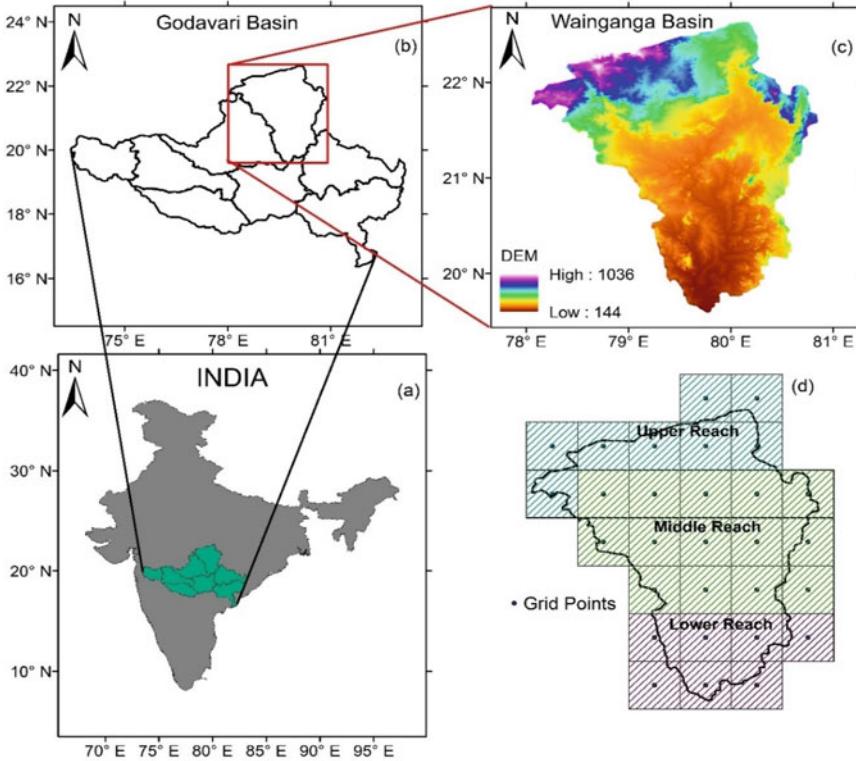 24° N
22° N
20° N
18° N
16° N
N
Godavari Basin
(b)
75° E
78° E
81° E
N
Wainganga Basin
(c)
22° N
21° N
20° N
DEM
High : 1036
Low : 144
78° E
79° E
80° E
81° E
40° N
30° N
20° N
10° N
N
INDIA
(a)
70° E
75° E
80° E
85° E
90° E
95° E
(d)
Upper Reach
Middle Reach
Lower Reach
Grid Points